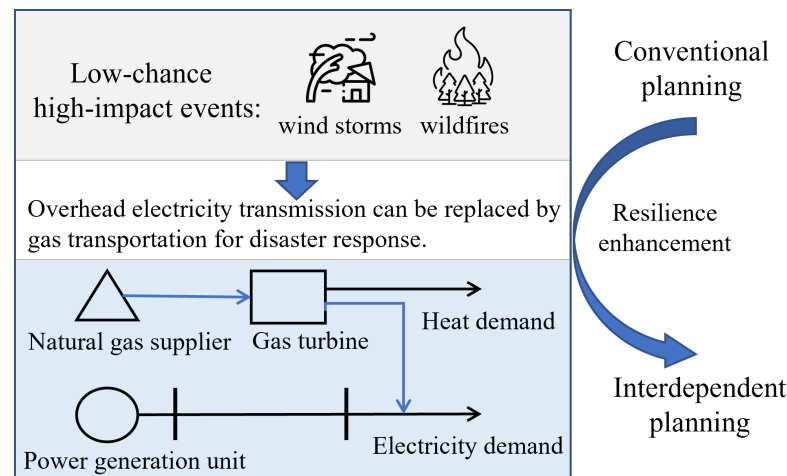 Low-chance
high-impact events:
wind storms
wildfires
Overhead electricity transmission can be replaced by
gas transportation for disaster response.
Natural gas supplier
Gas turbine
Heat demand
Power generation unit
Electricity demand
Conventional
planning
Resilience
enhancement
Interdependent
planning